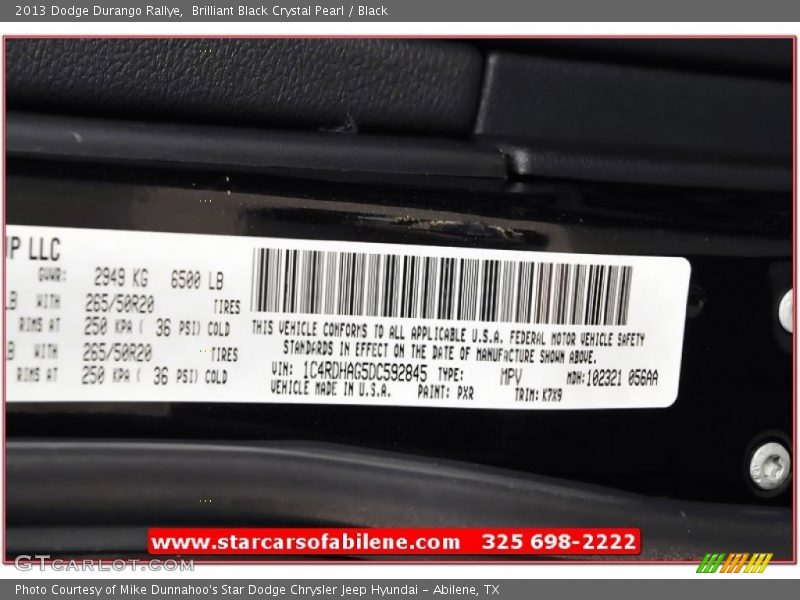 2013 Dodge Durango Rallye,  Brilliant Black Crystal Pearl / Black
UP LLC
GVWR: 2949 KG 6500 LB
LB WITH 265/50R20 TIRES
RIMS AT 250 KPA ( 36 PSI) COLD
LB WITH 265/50R20 TIRES
RIMS AT 250 KPA ( 36 PSI) COLD
THIS VEHICLE CONFORMS TO ALL APPLICABLE U.S.A. FEDERAL MOTOR VEHICLE SAFETY
STANDARDS IN EFFECT ON THE DATE OF MANUFACTURE SHOWN ABOVE.
VIN: 1C4RDHAG5DC592845 TYPE: MPV MDH:102321 056AA
VEHICLE MADE IN U.S.A. PAINT: PXR TRIM: K7X9
www.starcarsofabilene.com 325 698-2222
GTcarlot.com
Photo Courtesy of Mike Dunnahoo's Star Dodge Chrysler Jeep Hyundai - Abilene, TX